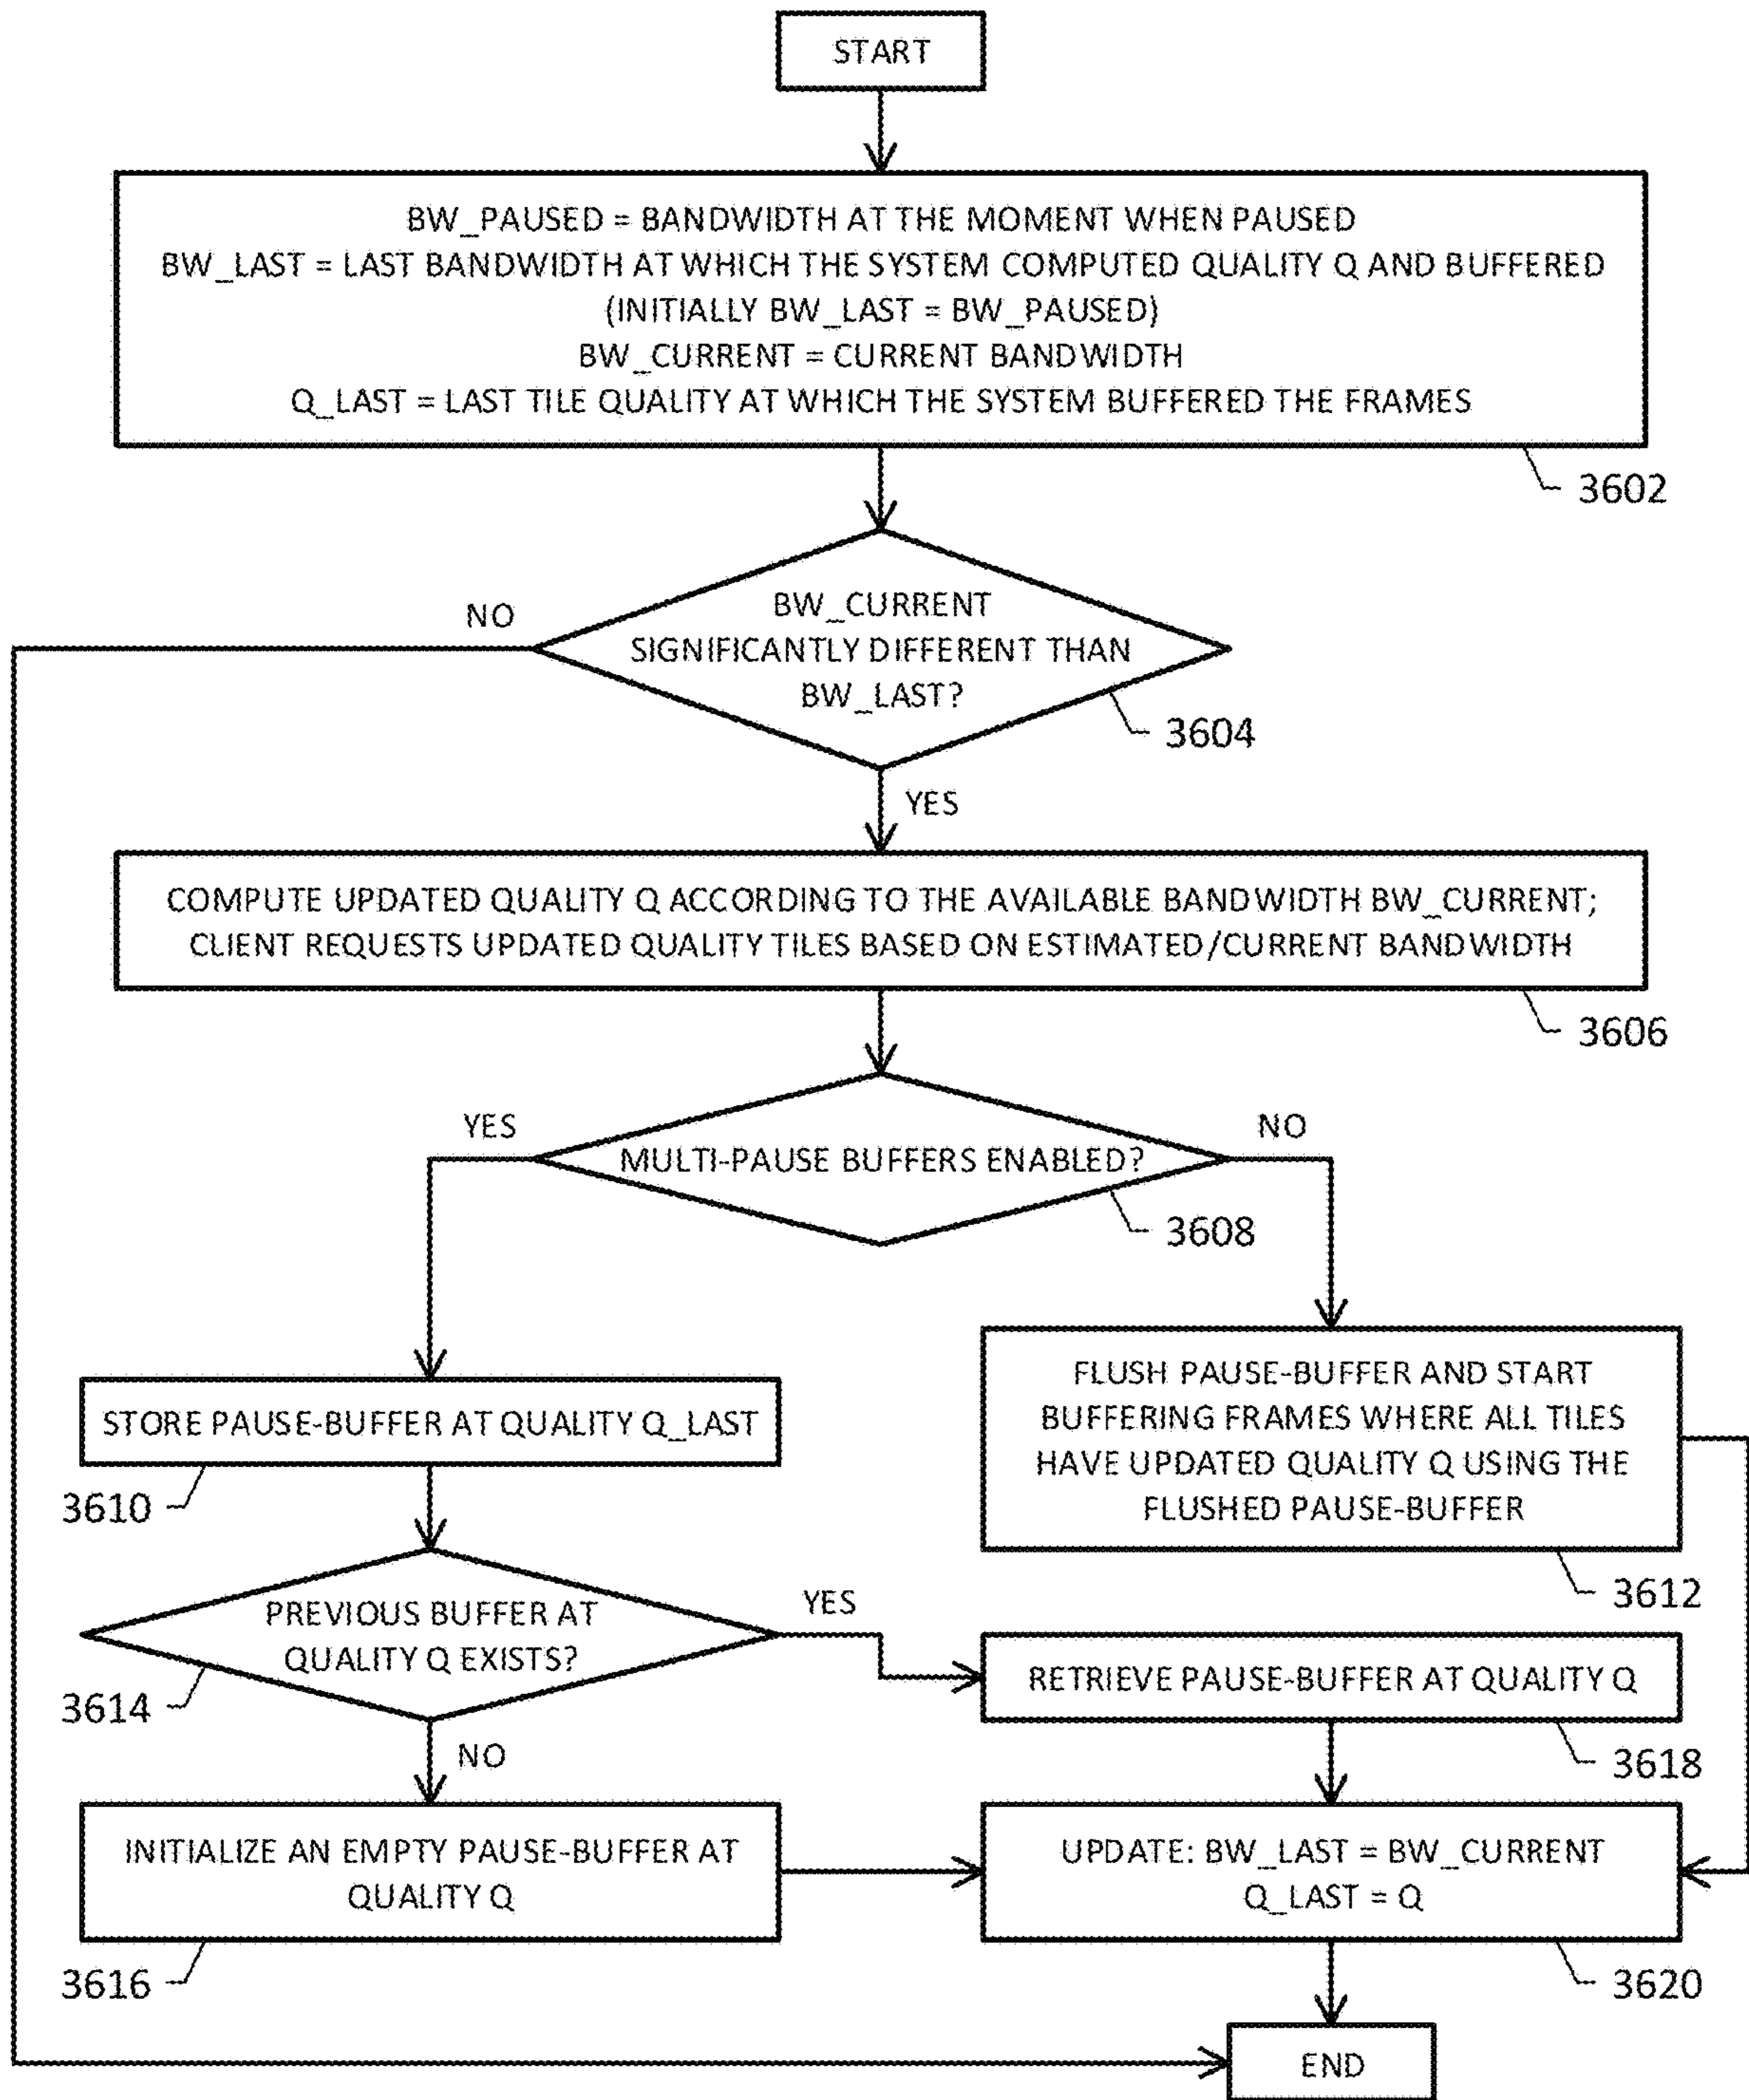 START
BW_PAUSED = BANDWIDTH AT THE MOMENT WHEN PAUSED
BW_LAST = LAST BANDWIDTH AT WHICH THE SYSTEM COMPUTED QUALITY Q AND BUFFERED
(INITIALLY BW_LAST = BW_PAUSED)
BW_CURRENT = CURRENT BANDWIDTH
Q_LAST = LAST TILE QUALITY AT WHICH THE SYSTEM BUFFERED THE FRAMES
3602
NO
BW_CURRENT
SIGNIFICANTLY DIFFERENT THAN
BW_LAST?
3604
YES
COMPUTE UPDATED QUALITY Q ACCORDING TO THE AVAILABLE BANDWIDTH BW_CURRENT;
CLIENT REQUESTS UPDATED QUALITY TILES BASED ON ESTIMATED/CURRENT BANDWIDTH
3606
YES
NO
MULTI-PAUSE BUFFERS ENABLED?
3608
STORE PAUSE-BUFFER AT QUALITY Q_LAST
3610
FLUSH PAUSE-BUFFER AND START
BUFFERING FRAMES WHERE ALL TILES
HAVE UPDATED QUALITY Q USING THE
FLUSHED PAUSE-BUFFER
3612
PREVIOUS BUFFER AT
QUALITY Q EXISTS?
3614
YES
NO
RETRIEVE PAUSE-BUFFER AT QUALITY Q
3618
INITIALIZE AN EMPTY PAUSE-BUFFER AT
QUALITY Q
3616
UPDATE: BW_LAST = BW_CURRENT
Q_LAST = Q
3620
END